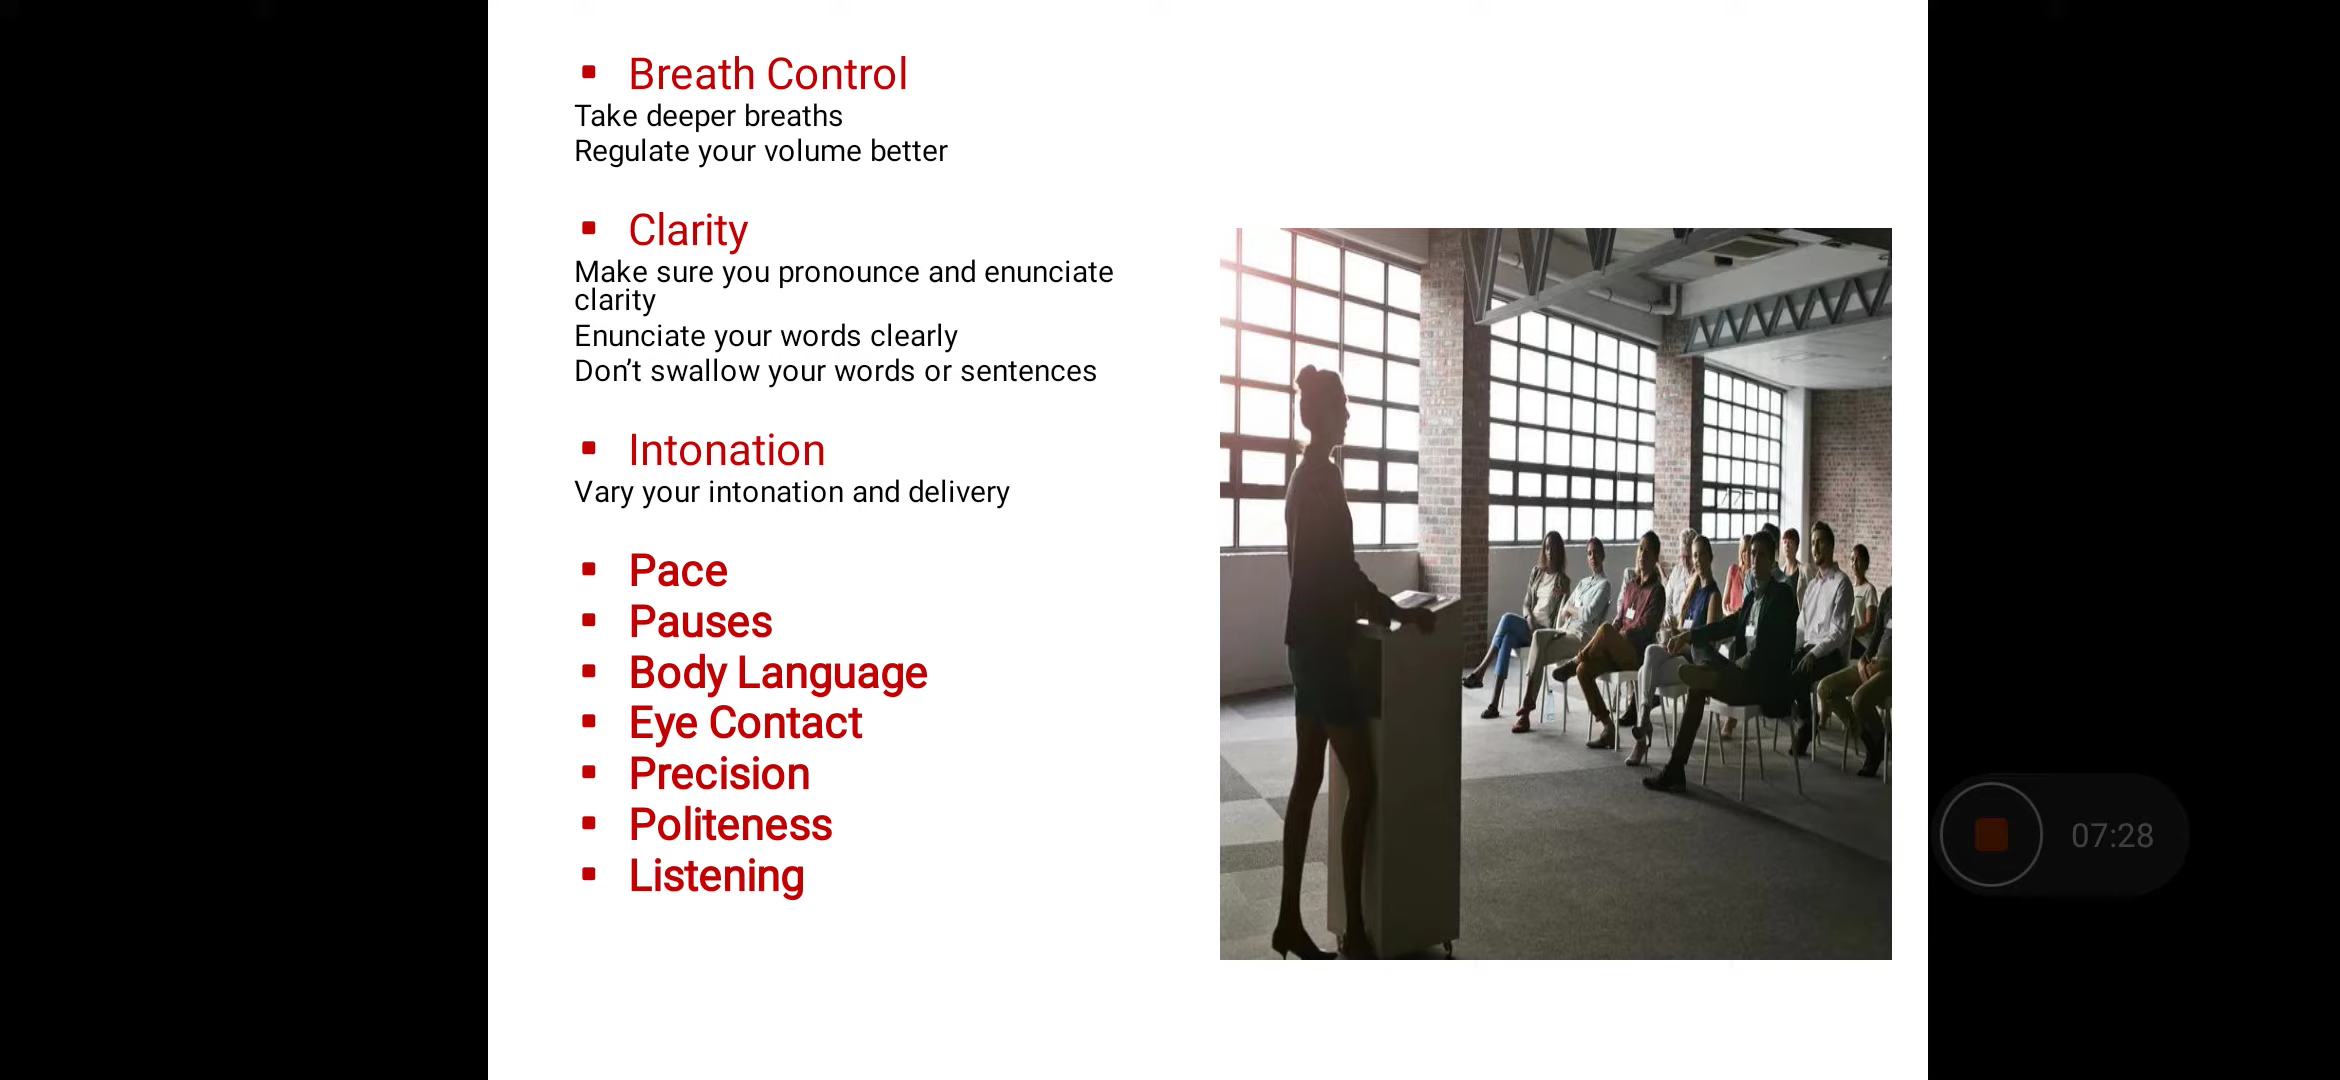 ▪ Breath Control
Take deeper breaths
Regulate your volume better
▪ Clarity
Make sure you pronounce and enunciate
clarity
Enunciate your words clearly
Don’t swallow your words or sentences
▪ Intonation
Vary your intonation and delivery
▪ Pace
▪ Pauses
▪ Body Language
▪ Eye Contact
▪ Precision
▪ Politeness
▪ Listening
07:28